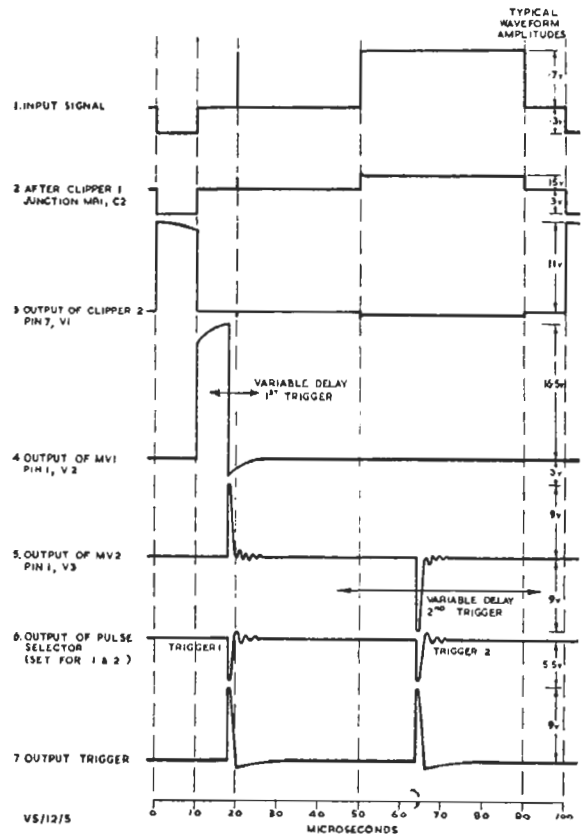 TYPICAL
WAVEFORM
AMPLITUDES
·7v
1. INPUT SIGNAL
·3v
2 AFTER CLIPPER 1
JUNCTION MR1, C2
·15v
·3v
11v
3 OUTPUT OF CLIPPER 2
PIN 7, V1
VARIABLE DELAY
1ST TRIGGER
16·5v
4 OUTPUT OF MV1
PIN 1, V2
3v
9v
5. OUTPUT OF MV2
PIN 1, V3
9v
VARIABLE DELAY
2ND TRIGGER
6. OUTPUT OF PULSE
SELECTOR
(SET FOR 1 & 2)
TRIGGER 1
TRIGGER 2
5·5v
9v
7 OUTPUT TRIGGER
0 10 20 30 40 50 60 70 80 90 100
MICROSECONDS
VS/12/5